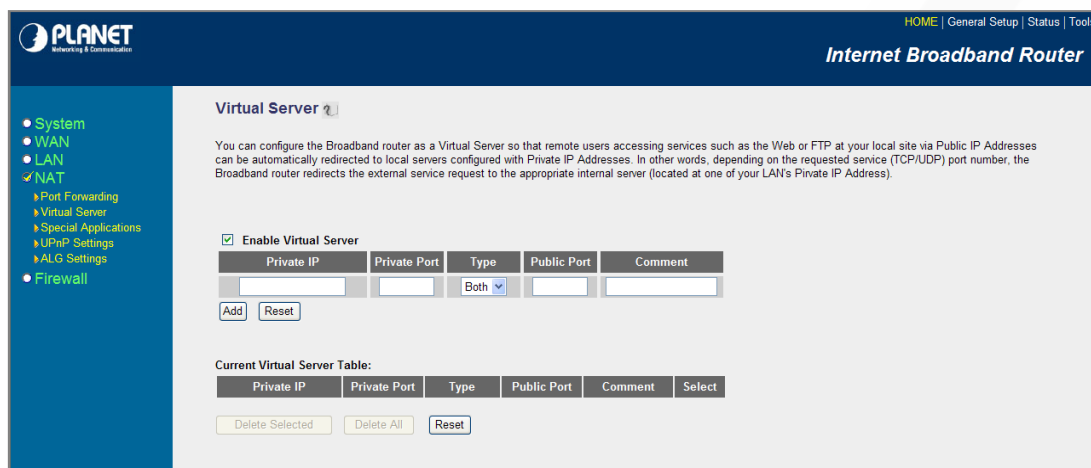 PLANET
Networking & Communication
HOME | General Setup | Status | Tools
Internet Broadband Router
System
WAN
LAN
NAT
Port Forwarding
Virtual Server
Special Applications
UPnP Settings
ALG Settings
Firewall
Virtual Server
You can configure the Broadband router as a Virtual Server so that remote users accessing services such as the Web or FTP at your local site via Public IP Addresses
can be automatically redirected to local servers configured with Private IP Addresses. In other words, depending on the requested service (TCP/UDP) port number, the
Broadband router redirects the external service request to the appropriate internal server (located at one of your LAN's Private IP Address).
Enable Virtual Server
Private IP Private Port Type Public Port Comment
Both
Add Reset
Current Virtual Server Table:
Private IP Private Port Type Public Port Comment Select
Delete Selected Delete All Reset